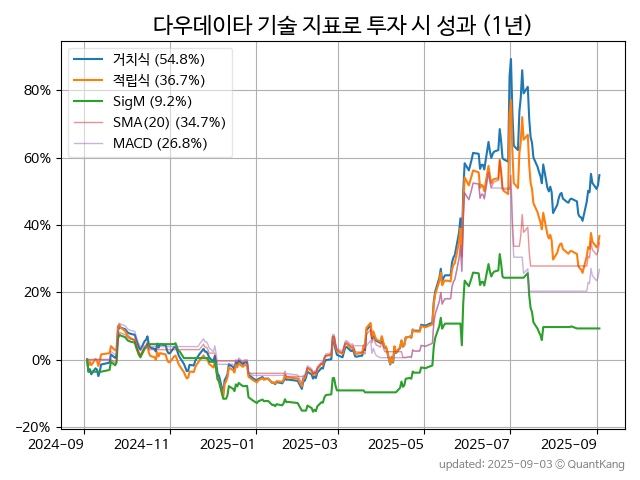 다우데이타 기술 지표로 투자 시 성과 (1년)
거치식 (54.8%)
적립식 (36.7%)
SigM (9.2%)
SMA(20) (34.7%)
MACD (26.8%)
80%
60%
40%
20%
0%
−20%
2024-09 2024-11 2025-01 2025-03 2025-05 2025-07 2025-09
updated: 2025-09-03 © QuantKang